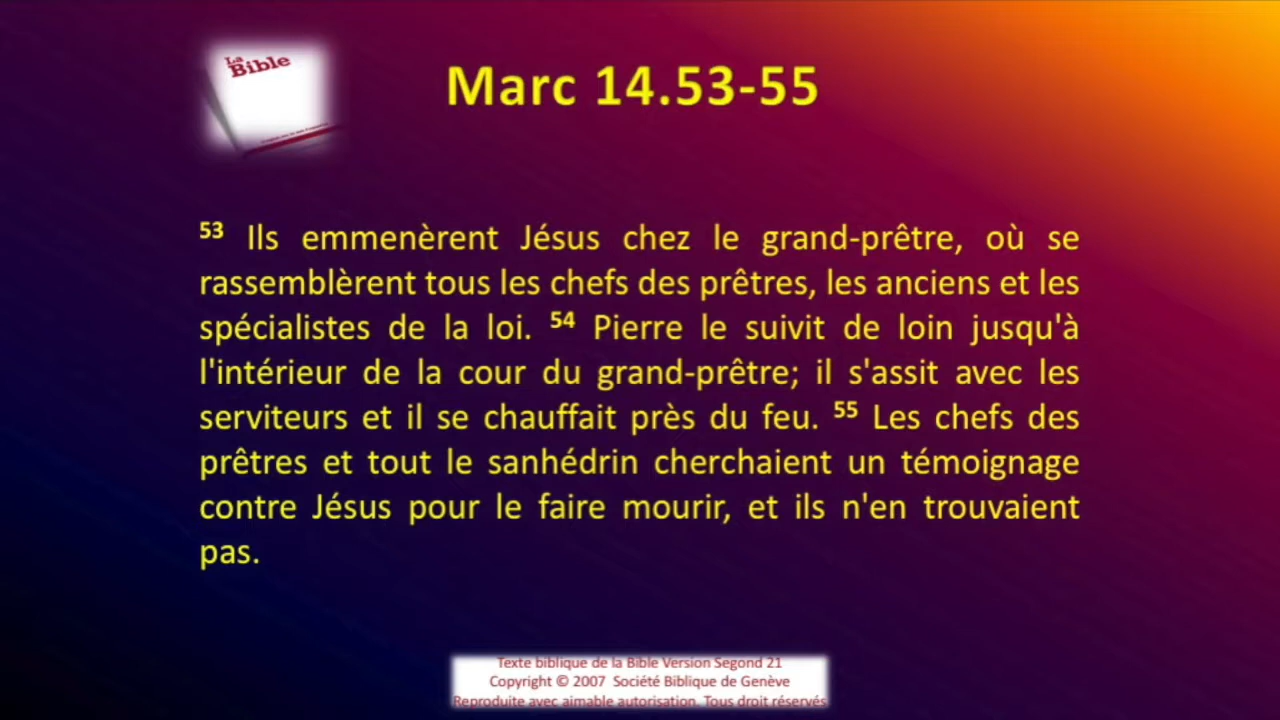 La
Bible
Marc 14.53-55
53 Ils emmenèrent Jésus chez le grand-prêtre, où se
rassemblèrent tous les chefs des prêtres, les anciens et les
spécialistes de la loi. 54 Pierre le suivit de loin jusqu'à
l'intérieur de la cour du grand-prêtre; il s'assit avec les
serviteurs et il se chauffait près du feu. 55 Les chefs des
prêtres et tout le sanhédrin cherchaient un témoignage
contre Jésus pour le faire mourir, et ils n'en trouvaient
pas.
Texte biblique de la Bible Version Segond 21
Copyright © 2007 Société Biblique de Genève
Reproduite avec aimable autorisation. Tous droit réservés